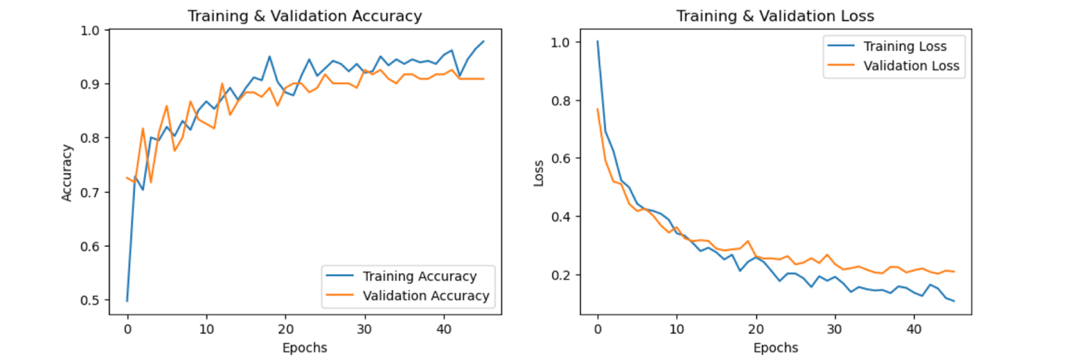 Training & Validation Accuracy
1.0
0.9
0.8
0.7
0.6
0.5
Accuracy
Training Accuracy
Validation Accuracy
0 10 20 30 40
Epochs
Training & Validation Loss
1.0
0.8
0.6
0.4
0.2
Loss
Training Loss
Validation Loss
0 10 20 30 40
Epochs